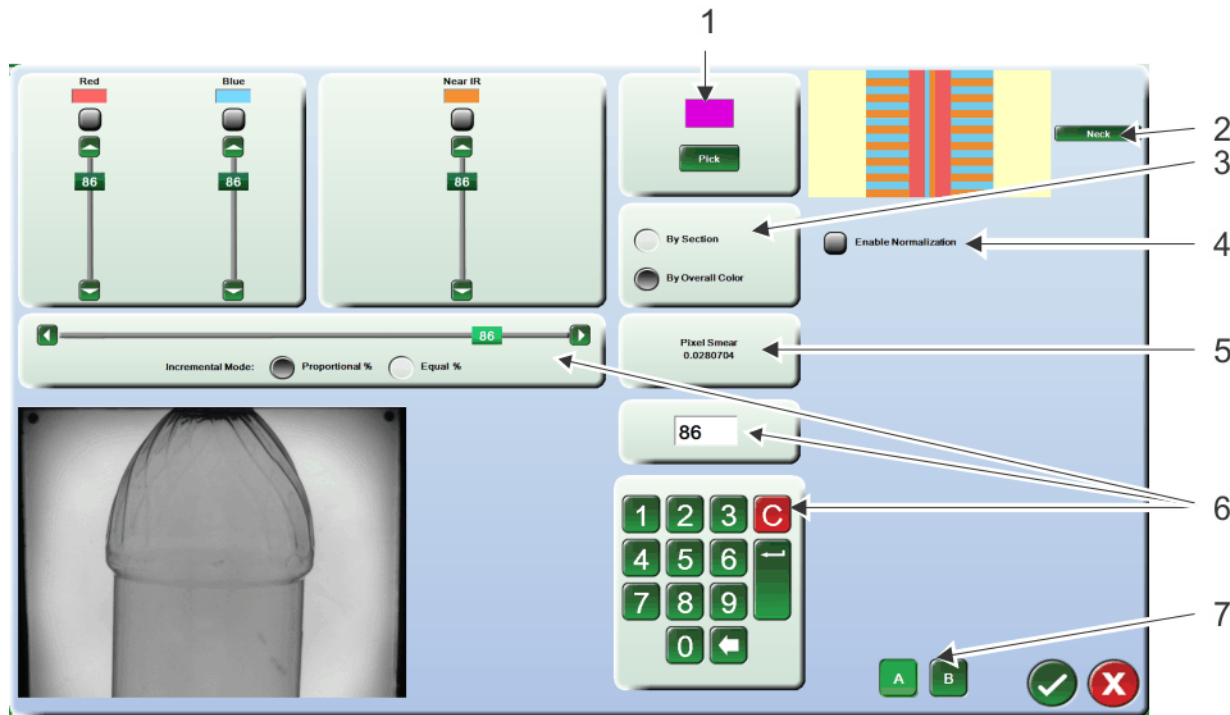 1
Red
Blue
Near IR
86
86
86
Pick
Neck
2
3
By Section
By Overall Color
Enable Normalization
4
86
Incremental Mode:
Proportional %
Equal %
Pixel Smear
0.0280704
5
86
6
1 2 3 C
4 5 6
7 8 9
0
7
A
B